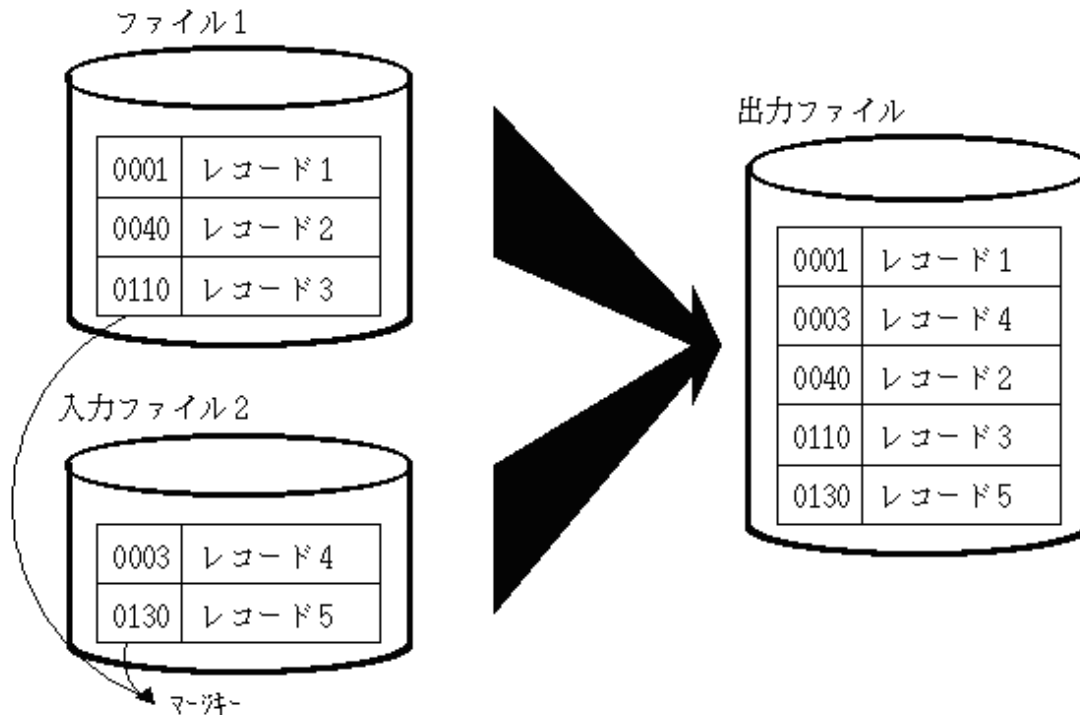 ファイル1
0001 レコード1
0040 レコード2
0110 レコード3
入力ファイル2
0003 レコード4
0130 レコード5
マージキー
出力ファイル
0001 レコード1
0003 レコード4
0040 レコード2
0110 レコード3
0130 レコード5